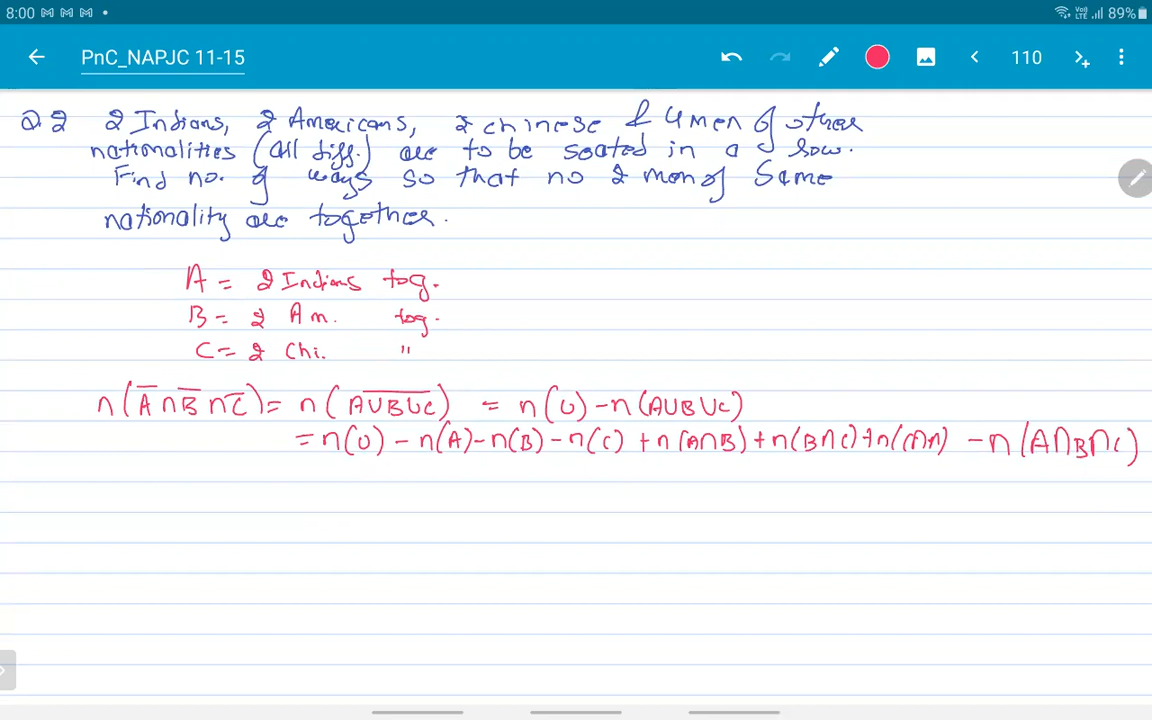 8:00 89%
PnC_NAPJC 11-15 110
Q.2 2 Indians, 2 Americans, 2 chinese & 4 men of other
nationalities (all diff.) are to be seated in a row.
Find no. of ways so that no 2 men of same
nationality are together.
A = 2 Indians tog.
B = 2 Am. tog.
C = 2 Chi. "
n(A̅∩B̅∩C̅) = n(A̅∪̅B̅∪̅C̅) = n(U) - n(A∪B∪C)
= n(U) - n(A) - n(B) - n(C) + n(A∩B) + n(B∩C) + n(C∩A) - n(A∩B∩C)